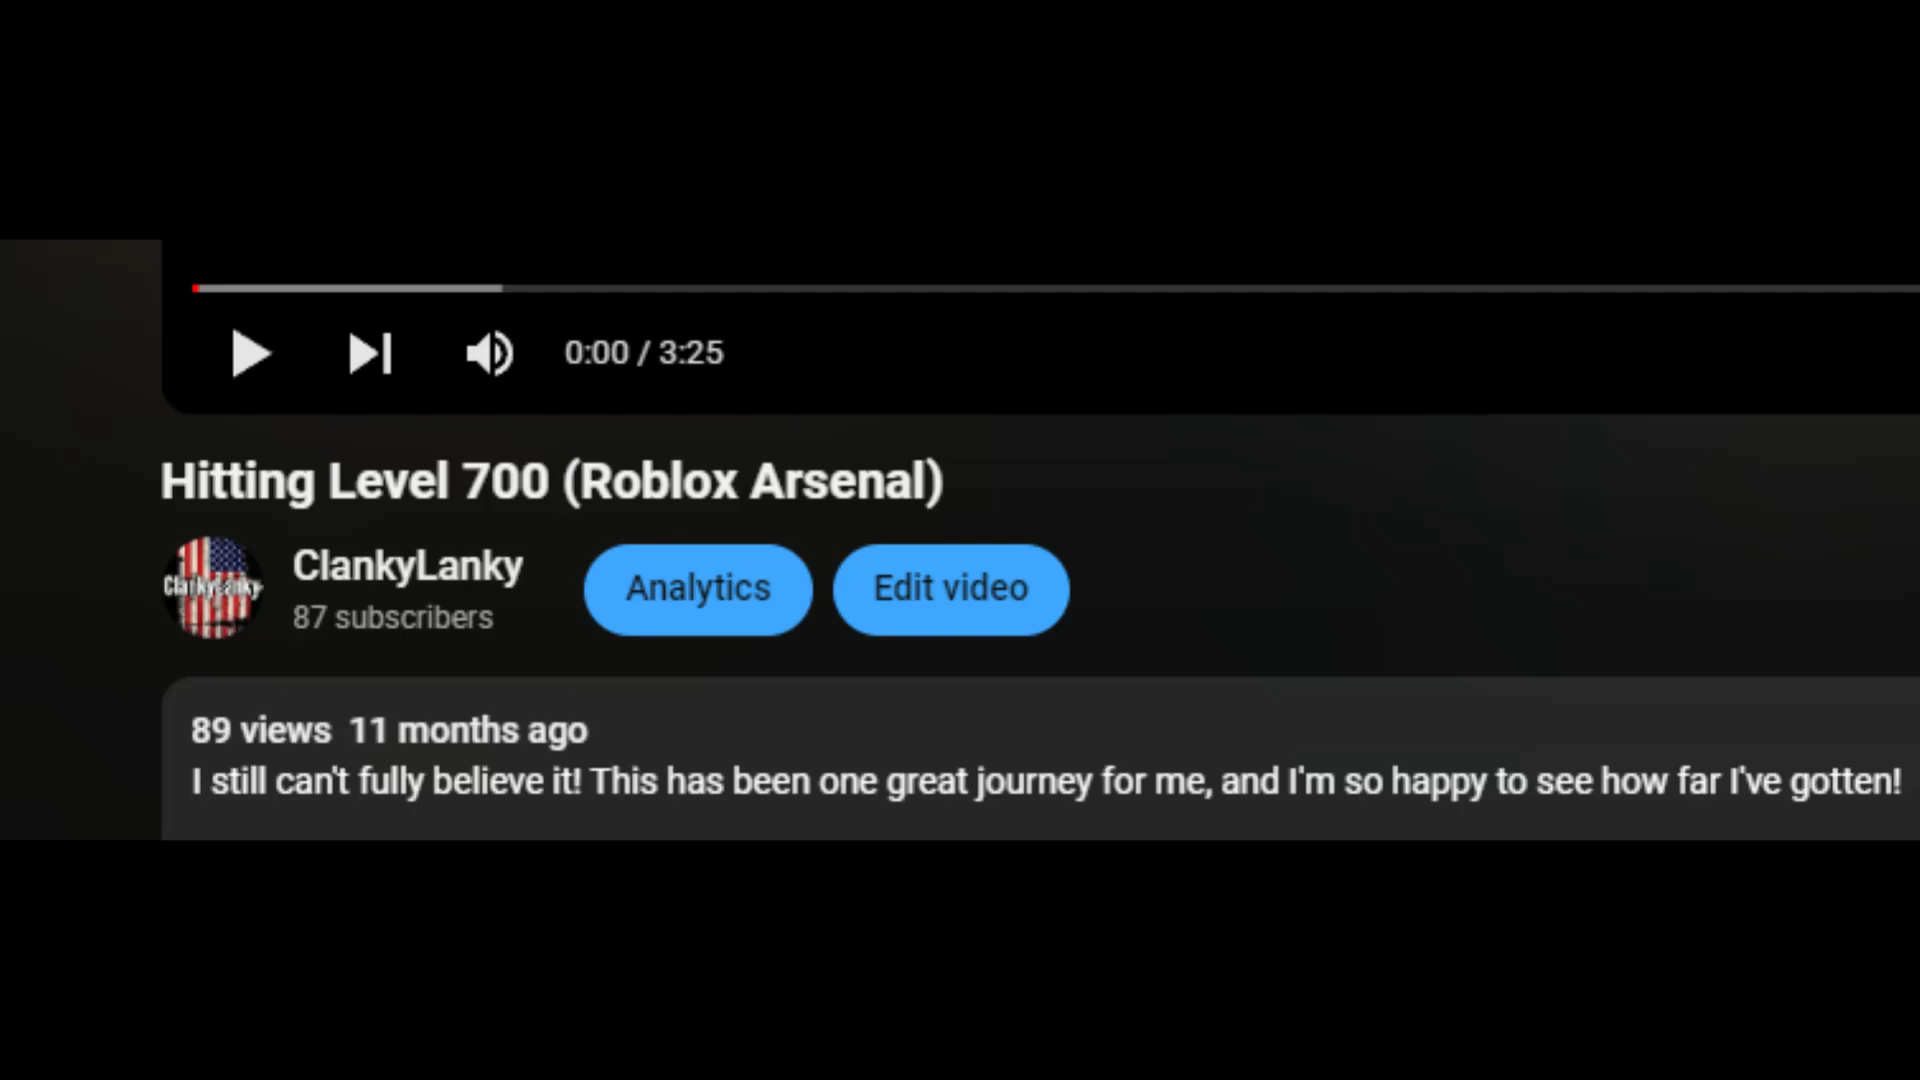 0:00 / 3:25
Hitting Level 700 (Roblox Arsenal)
ClankyLanky
ClankyLanky
87 subscribers
Analytics
Edit video
89 views 11 months ago
I still can't fully believe it! This has been one great journey for me, and I'm so happy to see how far I've gotten!